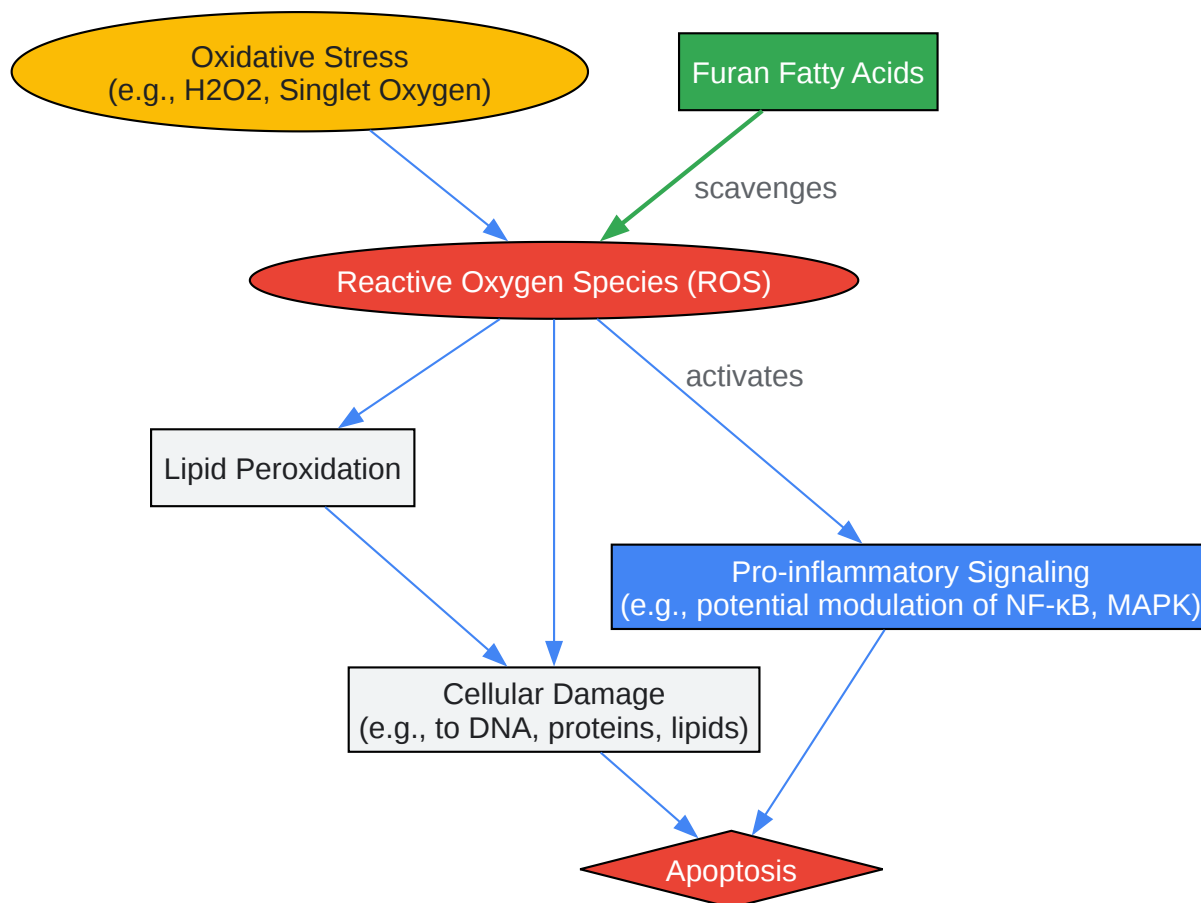 Oxidative Stress
(e.g., H2O2, Singlet Oxygen)
Furan Fatty Acids
scavenges
Reactive Oxygen Species (ROS)
activates
Lipid Peroxidation
Pro-inflammatory Signaling
(e.g., potential modulation of NF-κB, MAPK)
Cellular Damage
(e.g., to DNA, proteins, lipids)
Apoptosis